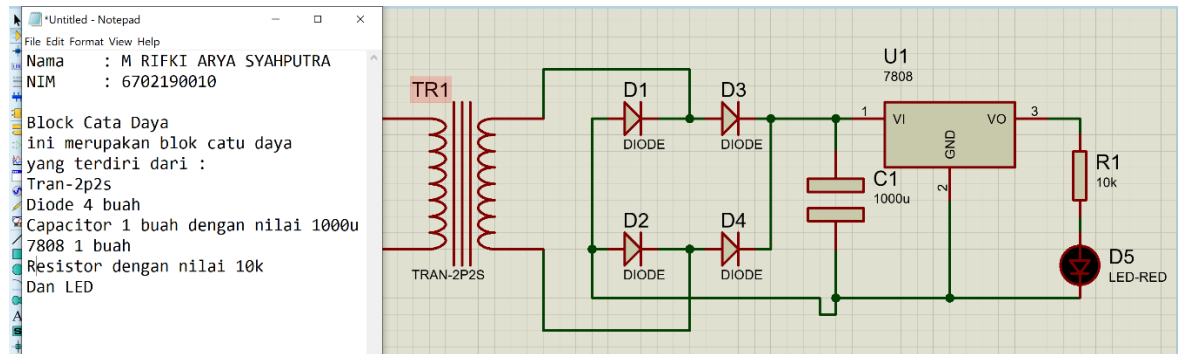 *Untitled - Notepad
File Edit Format View Help
Nama : M RIFKI ARYA SYAHPUTRA
NIM : 6702190010
Block Cata Daya
ini merupakan blok catu daya
yang terdiri dari :
Tran-2p2s
Diode 4 buah
Capacitor 1 buah dengan nilai 1000u
7808 1 buah
Resistor dengan nilai 10k
Dan LED
TR1
TRAN-2P2S
D1
DIODE
D3
DIODE
D2
DIODE
D4
DIODE
C1
1000u
U1
7808
1
VI
VO
3
GND
2
R1
10k
D5
LED-RED